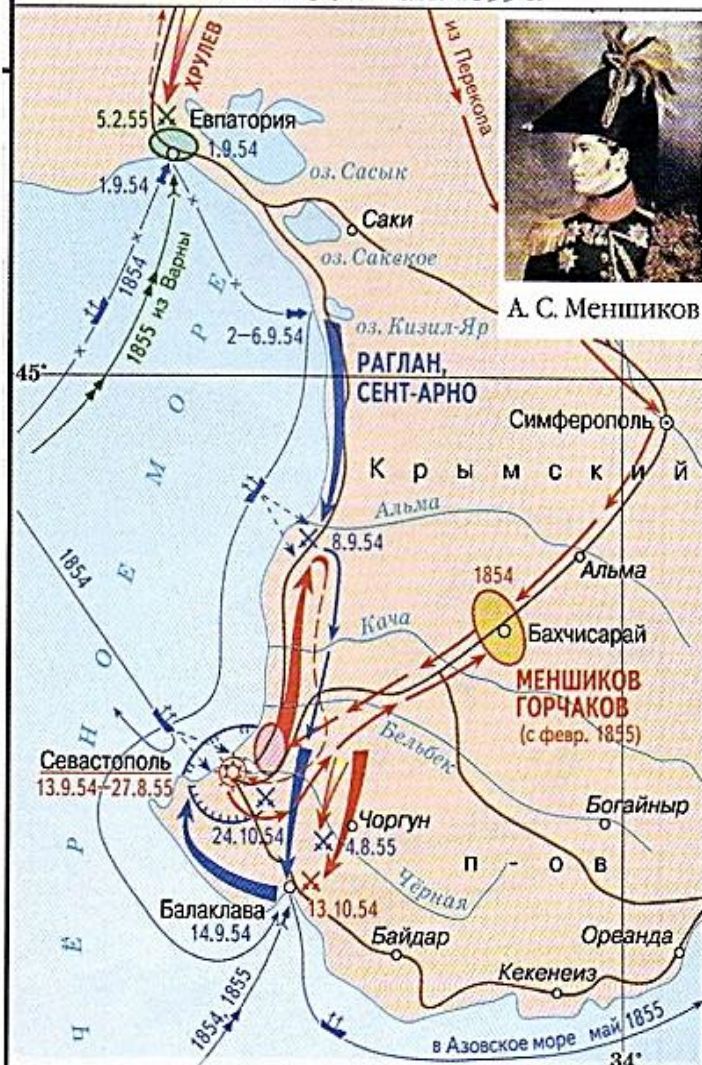 ХРУЛЕВ
из Перекопа
5.2.55
Евпатория
1.9.54
1.9.54
оз. Сасык
Саки
оз. Сакское
1854
1855 из Варны
А. С. Меншиков
2–6.9.54
оз. Кизил-Яр
45°
РАГЛАН,
СЕНТ-АРНО
Симферополь
Крымский
Альма
8.9.54
1854
Альма
1854
Кача
Бахчисарай
МЕНШИКОВ
ГОРЧАКОВ
(с февр. 1855)
Бельбек
Севастополь
13.9.54–27.8.55
Богайныр
24.10.54
Чоргун
4.8.55
п-ов
Чёрная
Балаклава
14.9.54
13.10.54
Байдар
Ореанда
Кекенеиз
1854, 1855
в Азовское море май 1855
34°
ЧЁРНОЕ МОРЕ